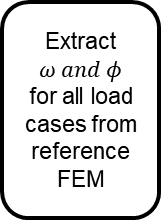 Extract
𝜔 𝑎𝑛𝑑 𝜙
for all load
cases from
reference
FEM